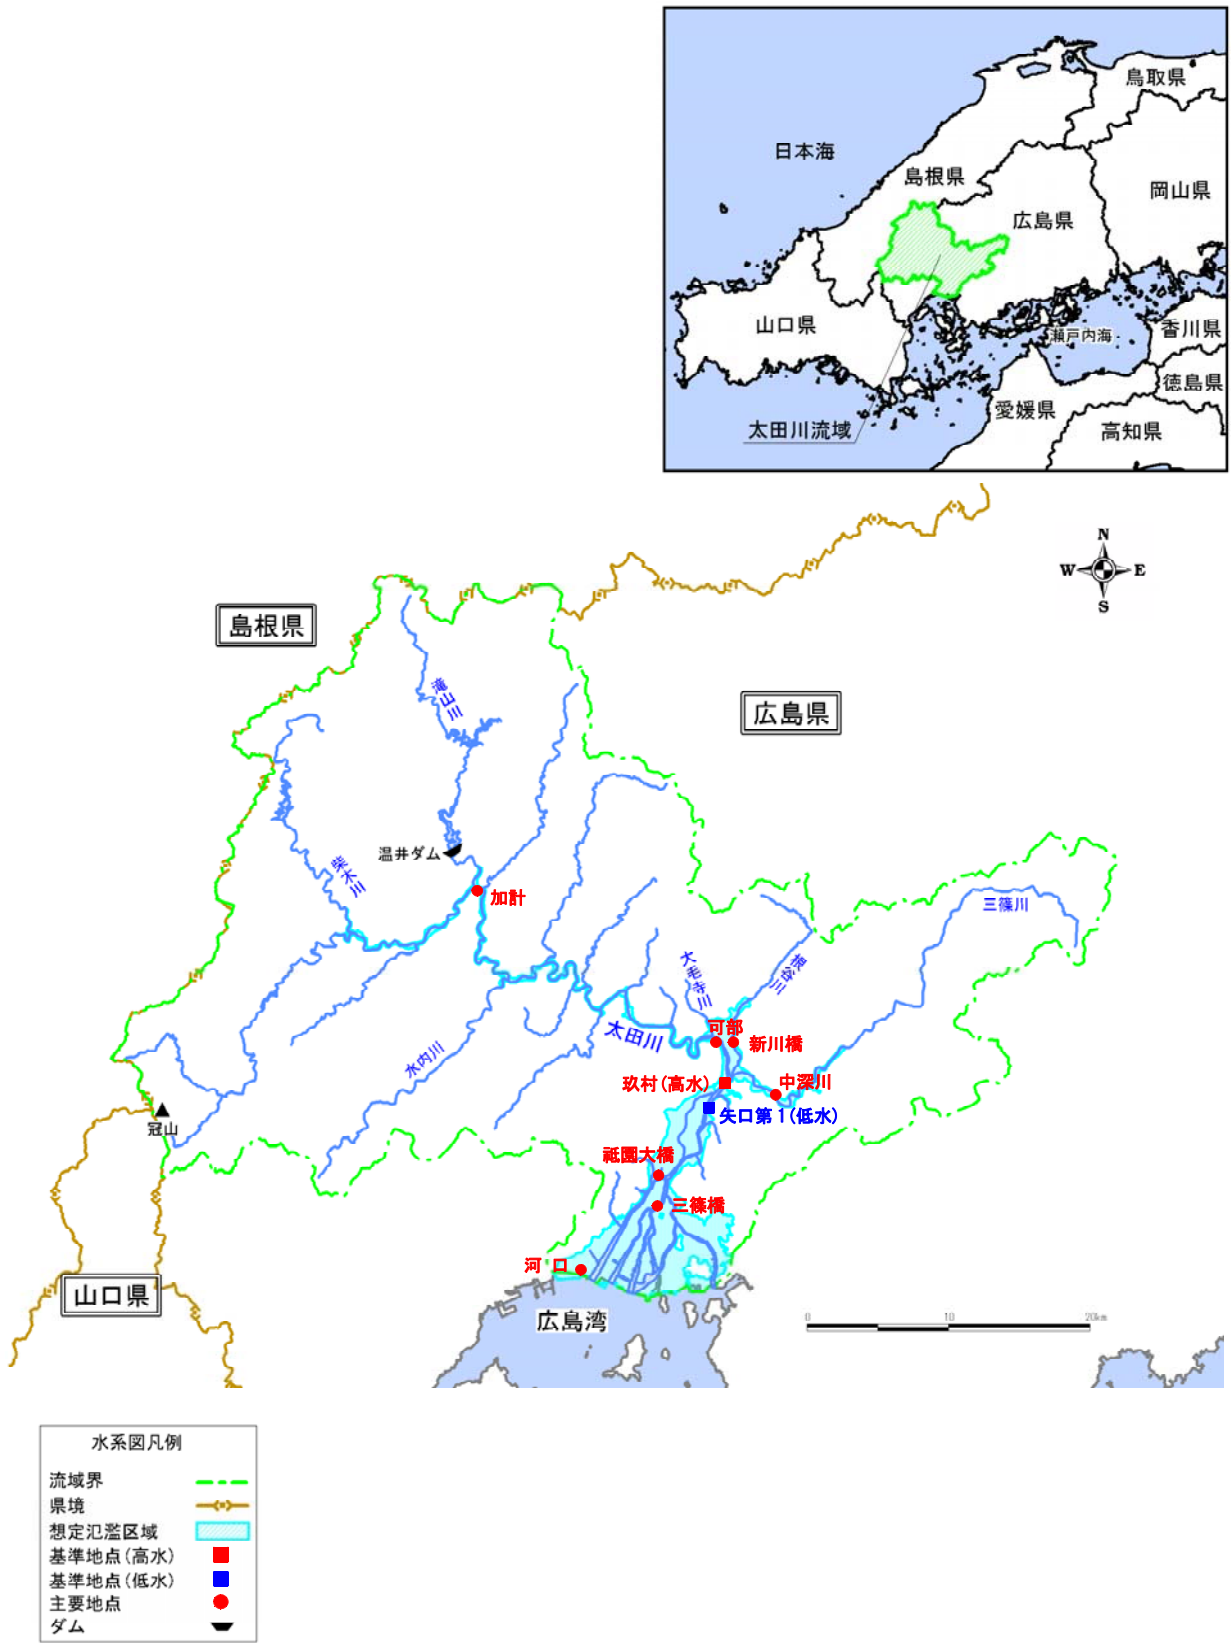 鳥取県
日本海
島根県
岡山県
広島県
山口県
瀬戸内海
香川県
徳島県
愛媛県
高知県
太田川流域
N
W E
S
島根県
広島県
滝山川
温井ダム
柴木川
加計
三篠川
大毛寺川
根谷川
太田川
可部
新川橋
水内川
玖村(高水)
中深川
矢口第1(低水)
冠山
祗園大橋
三篠橋
河口
山口県
広島湾
0 10 20km
水系図凡例
流域界
県境
想定氾濫区域
基準地点(高水)
基準地点(低水)
主要地点
ダム